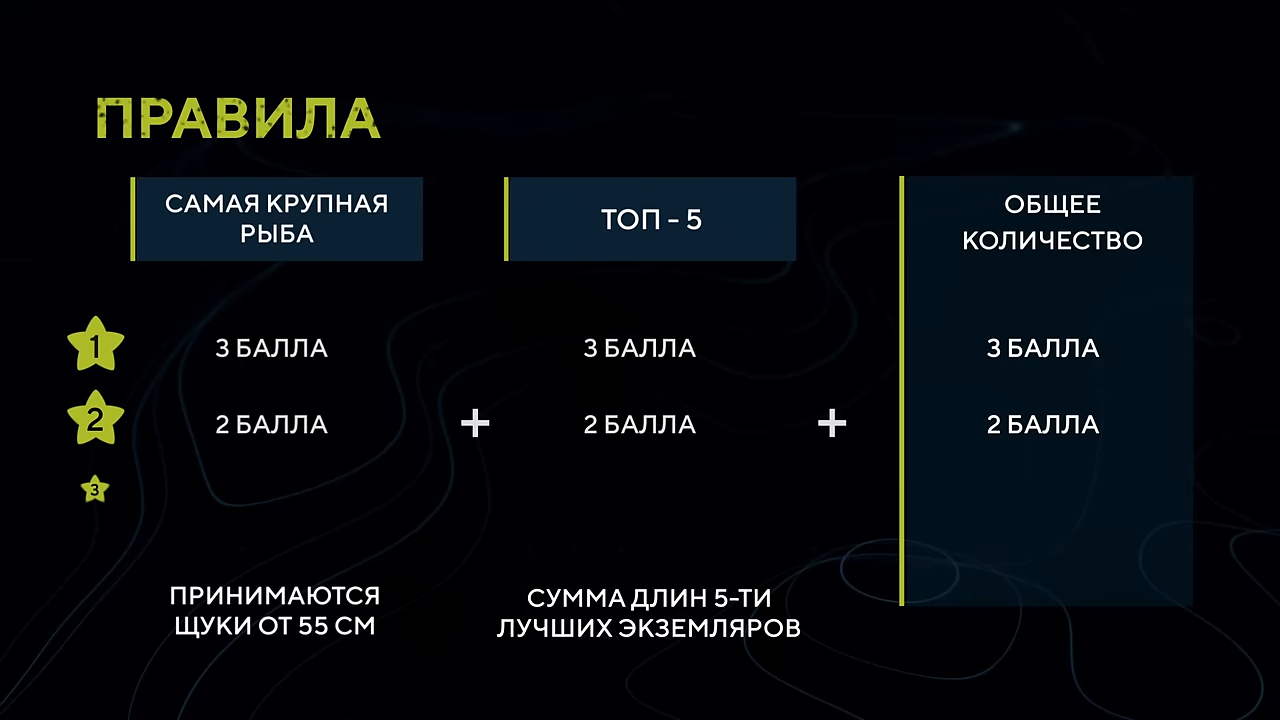 ПРАВИЛА
САМАЯ КРУПНАЯ
РЫБА
ТОП - 5
ОБЩЕЕ
КОЛИЧЕСТВО
1
3 БАЛЛА
3 БАЛЛА
3 БАЛЛА
2
2 БАЛЛА
+
2 БАЛЛА
+
2 БАЛЛА
3
ПРИНИМАЮТСЯ
ЩУКИ ОТ 55 СМ
СУММА ДЛИН 5-ТИ
ЛУЧШИХ ЭКЗЕМЛЯРОВ